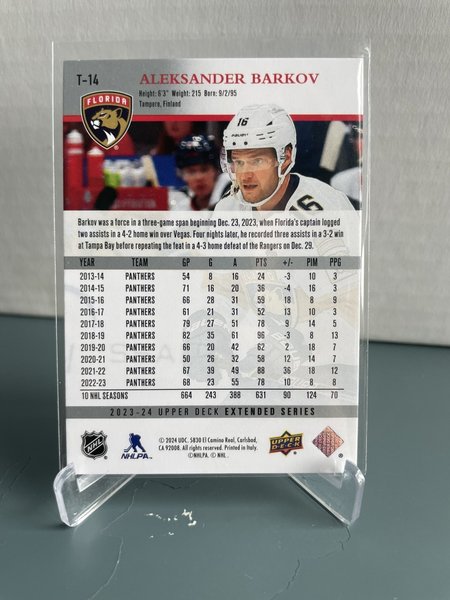 T-14
ALEKSANDER BARKOV
Height: 6'3" Weight: 215 Born: 9/2/95
Tampere, Finland
FLORIDA
16
16
Barkov was a force in a three-game span beginning Dec. 23, 2023, when Florida's captain logged
two assists in a 4-2 home win over Vegas. Four nights later, he recorded three assists in a 3-2 win
at Tampa Bay before repeating the feat in a 4-3 home defeat of the Rangers on Dec. 29.
YEAR TEAM GP G A PTS +/- PIM PPG
2013-14 PANTHERS 54 8 16 24 -3 10 3
2014-15 PANTHERS 71 16 20 36 -4 16 3
2015-16 PANTHERS 66 28 31 59 18 8 9
2016-17 PANTHERS 61 21 31 52 13 10 3
2017-18 PANTHERS 79 27 51 78 9 14 5
2018-19 PANTHERS 82 35 61 96 -3 8 13
2019-20 PANTHERS 66 20 42 62 2 18 7
2020-21 PANTHERS 50 26 32 58 12 14 7
2021-22 PANTHERS 67 39 49 88 36 18 12
2022-23 PANTHERS 68 23 55 78 10 8 8
10 NHL SEASONS 664 243 388 631 90 124 70
2023-24 UPPER DECK EXTENDED SERIES
NHL
NHLPA
© 2024 UDC. 5830 El Camino Real, Carlsbad,
CA 92008. All Rights Reserved. Printed in Italy.
©NHLPA. © NHL.
UPPER DECK